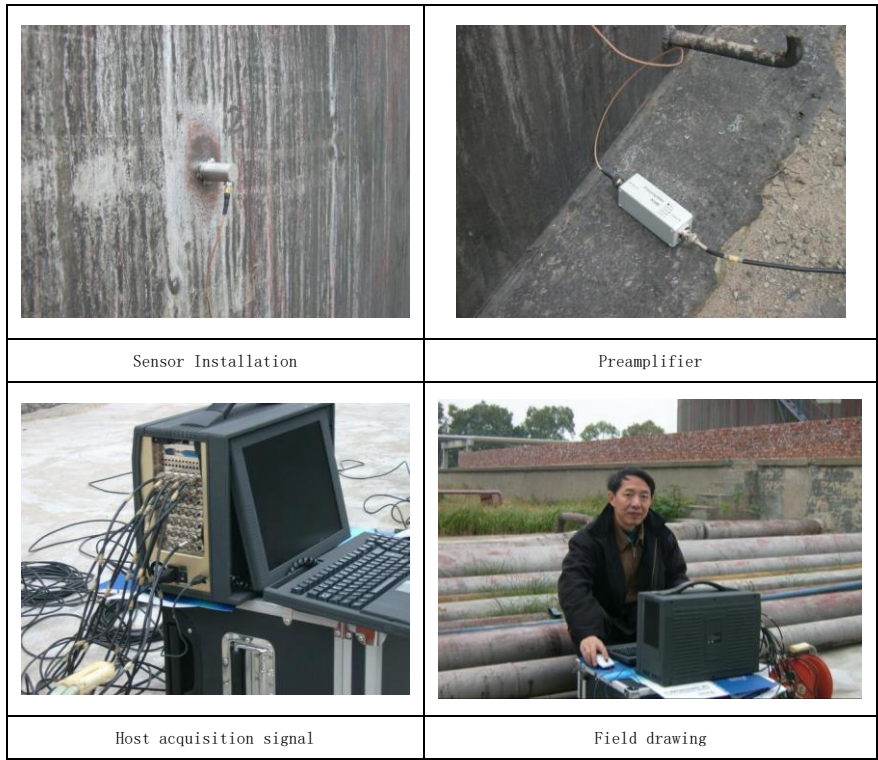 Sensor Installation
Preamplifier
Host acquisition signal
Field drawing